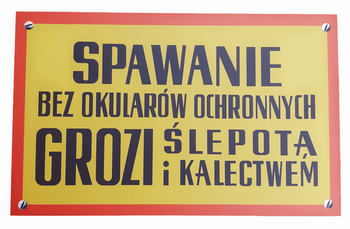 SPAWANIE
BEZ OKULARÓW OCHRONNYCH
GROZI ŚLEPOTĄ
i KALECTWEM